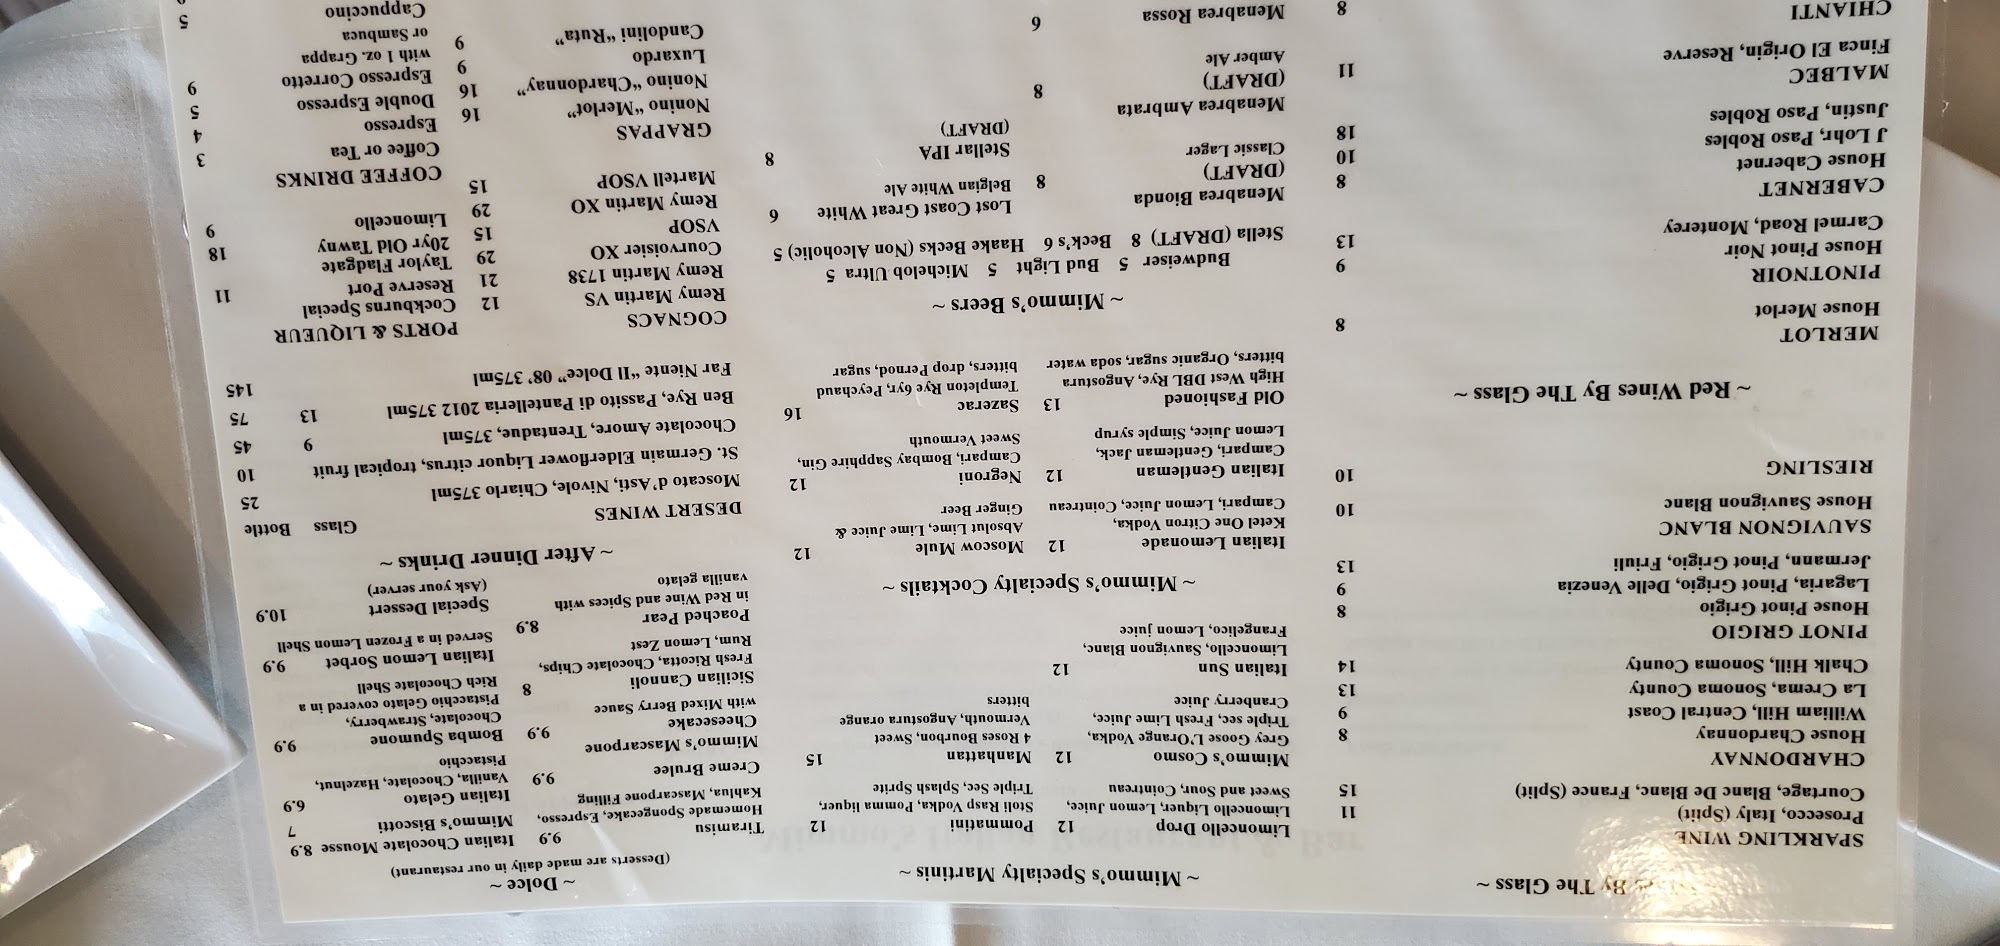 ~ By The Glass ~
SPARKLING WINE
Prosecco, Italy (Split) 11
Courtage, Blanc De Blanc, France (Split) 15
CHARDONNAY
House Chardonnay 8
William Hill, Central Coast 9
La Crema, Sonoma County 13
Chalk Hill, Sonoma County 14
PINOT GRIGIO
House Pinot Grigio 8
Lagaria, Pinot Grigio, Delle Venezia 9
Jermann, Pinot Grigio, Friuli 13
SAUVIGNON BLANC
House Sauvignon Blanc 10
RIESLING 10
~ Red Wines By The Glass ~
MERLOT
House Merlot 8
PINOTNOIR
House Pinot Noir 9
Carmel Road, Monterey 13
CABERNET
House Cabernet 8
J Lohr, Paso Robles 10
Justin, Paso Robles 18
MALBEC
Finca El Origin, Reserve 11
CHIANTI 8
~ Mimmo's Specialty Martinis ~
Limoncello Drop 12
Limoncello Liquer, Lemon Juice,
Sweet and Sour, Cointreau
Pommatini 12
Stoli Rasp Vodka, Pomma liquer,
Triple Sec, Splash Sprite
Mimmo's Cosmo 12
Grey Goose L'Orange Vodka,
Triple sec, Fresh Lime Juice,
Cranberry Juice
Manhattan 15
4 Roses Bourbon, Sweet
Vermouth, Angostura orange
bitters
Italian Sun 12
Limoncello, Sauvignon Blanc,
Frangelico, Lemon juice
~ Mimmo's Specialty Cocktails ~
Italian Lemonade 12
Ketel One Citron Vodka,
Campari, Lemon Juice, Cointreau
Moscow Mule 12
Absolut Lime, Lime Juice &
Ginger Beer
Italian Gentleman 12
Campari, Gentleman Jack,
Lemon Juice, Simple syrup
Negroni 12
Campari, Bombay Sapphire Gin,
Sweet Vermouth
Old Fashioned 13
High West DBL Rye, Angostura
bitters, Organic sugar, soda water
Sazerac 16
Templeton Rye 6yr, Peychaud
bitters, drop Pernod, sugar
~ Mimmo's Beers ~
Budweiser 5 Bud Light 5 Michelob Ultra 5
Stella (DRAFT) 8 Beck's 6 Haake Becks (Non Alcoholic) 5
Menabrea Bionda
(DRAFT) 8
Classic Lager
Lost Coast Great White 6
Belgian White Ale
Stellar IPA 8
(DRAFT)
Menabrea Ambrata
(DRAFT) 8
Amber Ale
Menabrea Rossa 6
~ Dolce ~
(Desserts are made daily in our restaurant)
Tiramisu 9.9
Homemade Spongecake, Espresso,
Kahlua, Mascarpone Filling
Creme Brulee 9.9
Mimmo's Mascarpone
Cheesecake 9.9
with Mixed Berry Sauce
Sicilian Cannoli 8
Fresh Ricotta, Chocolate Chips,
Rum, Lemon Zest
Poached Pear 8.9
in Red Wine and Spices with
vanilla gelato
Italian Chocolate Mousse 8.9
Mimmo's Biscotti 7
Italian Gelato 6.9
Vanilla, Chocolate, Hazelnut,
Pistacchio
Bomba Spumone 9.9
Chocolate, Strawberry,
Pistacchio Gelato covered in a
Rich Chocolate Shell
Italian Lemon Sorbet 9.9
Served in a Frozen Lemon Shell
Special Dessert 10.9
(Ask your server)
~ After Dinner Drinks ~
DESERT WINES Glass Bottle
Moscato d'Asti, Nivole, Chiarlo 375ml 25
St. Germain Elderflower Liquor citrus, tropical fruit 10
Chocolate Amore, Trentadue, 375ml 9 45
Ben Rye, Passito di Pantelleria 2012 375ml 13 75
Far Niente "Il Dolce" 08' 375ml 145
COGNACS
Remy Martin VS 12
Remy Martin 1738 21
Courvoisier XO 29
VSOP 15
Remy Martin XO 29
Martell VSOP 15
GRAPPAS
Nonino "Merlot" 16
Nonino "Chardonnay" 16
Luxardo 9
Candolini "Ruta" 9
PORTS & LIQUEUR
Cockburns Special
Reserve Port 11
Taylor Fladgate
20yr Old Tawny 18
Limoncello 9
COFFEE DRINKS
Coffee or Tea 3
Espresso 4
Double Espresso 5
Espresso Corretto 9
with 1 oz. Grappa
or Sambuca
Cappuccino 5